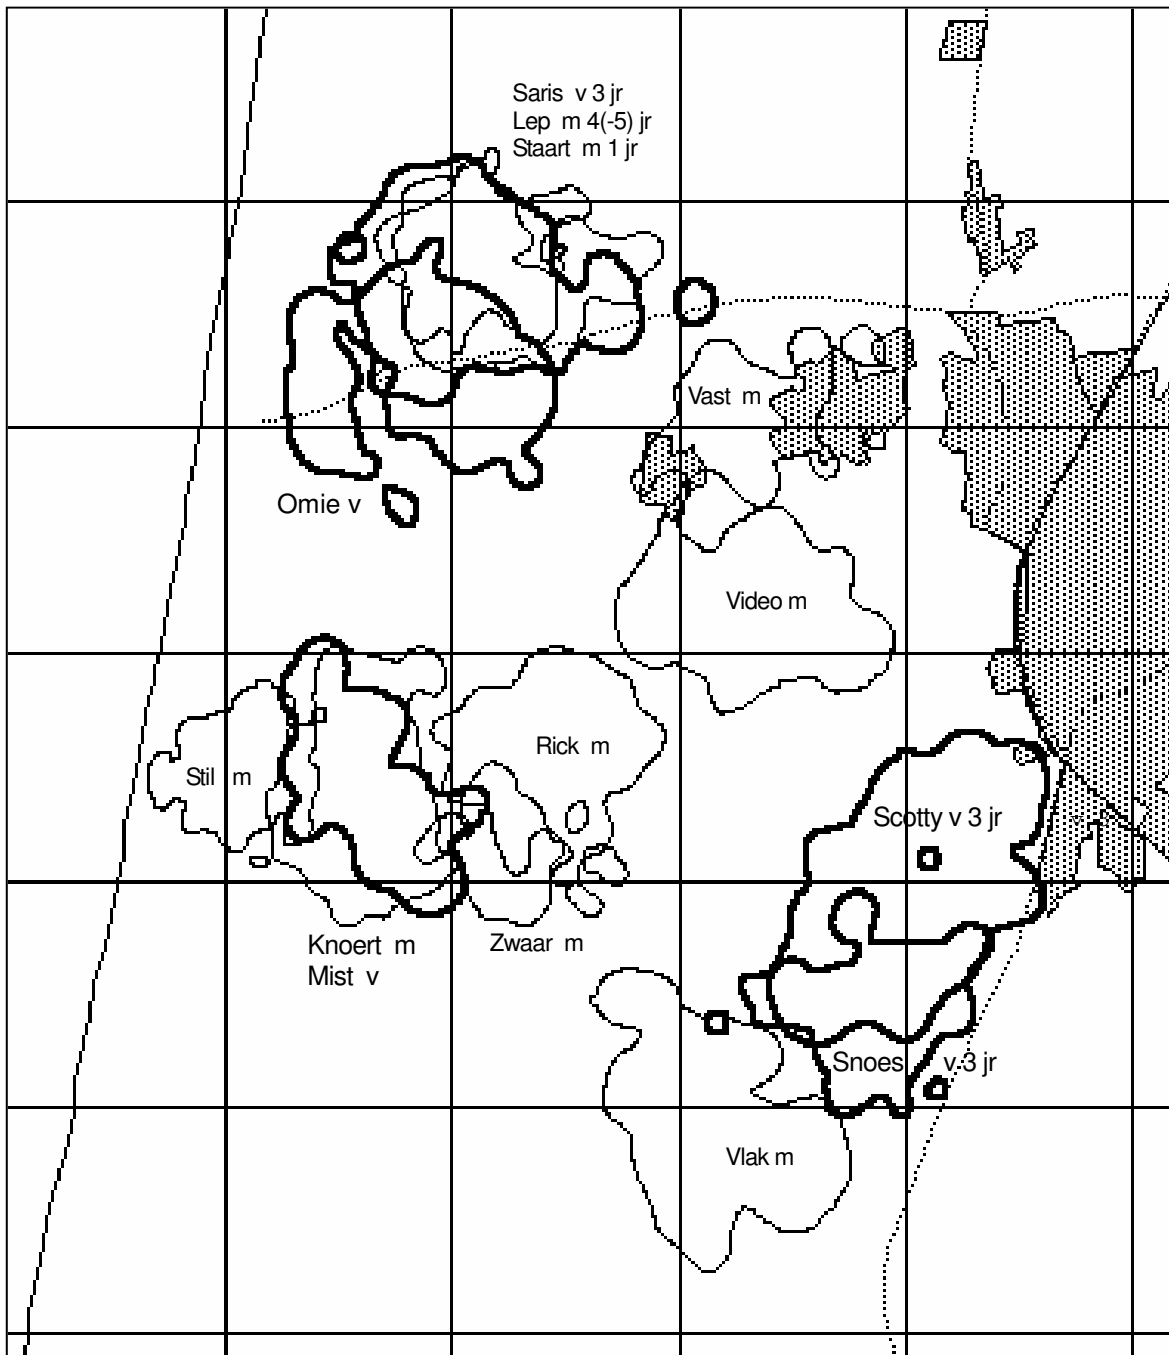 Saris v 3 jr
Lep m 4(-5) jr
Staart m 1 jr
Vast m
Omie v
Video m
Rick m
Stil m
Scotty v 3 jr
Knoert m
Mist v
Zwaar m
Snoes v 3 jr
Vlak m